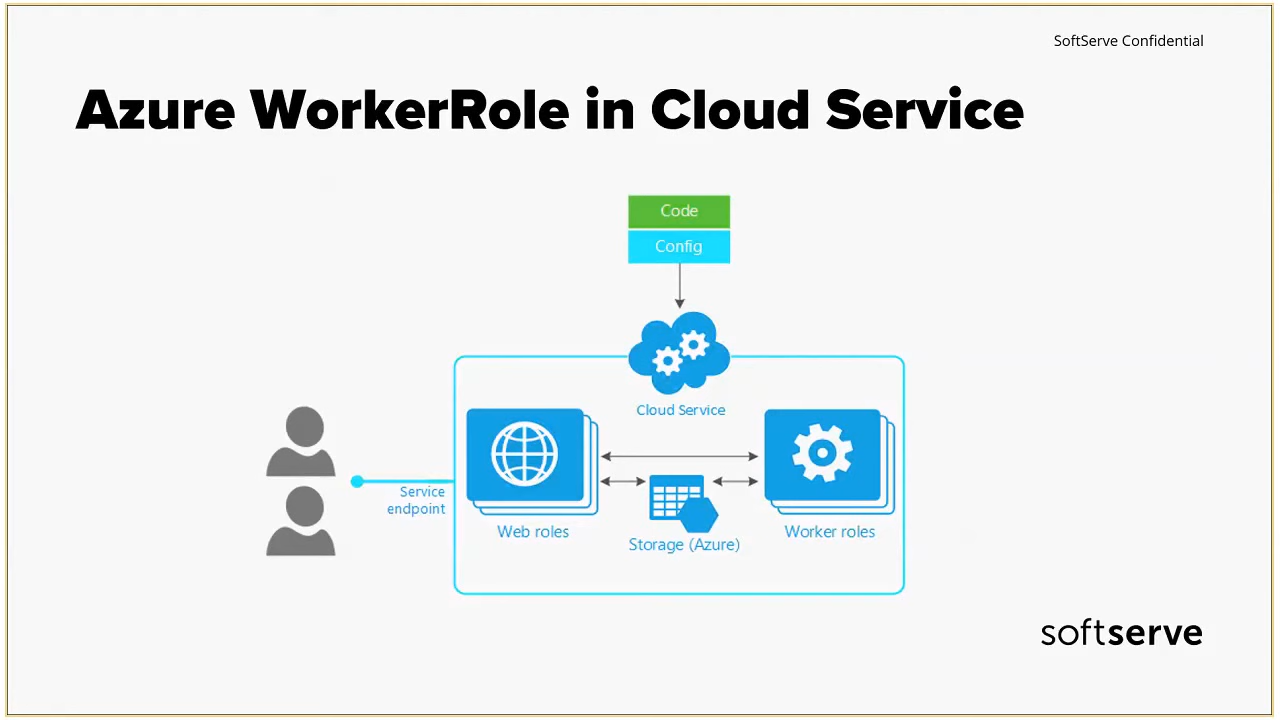 SoftServe Confidential
Azure WorkerRole in Cloud Service
Code
Config
Cloud Service
Service
endpoint
Web roles
Storage (Azure)
Worker roles
softserve